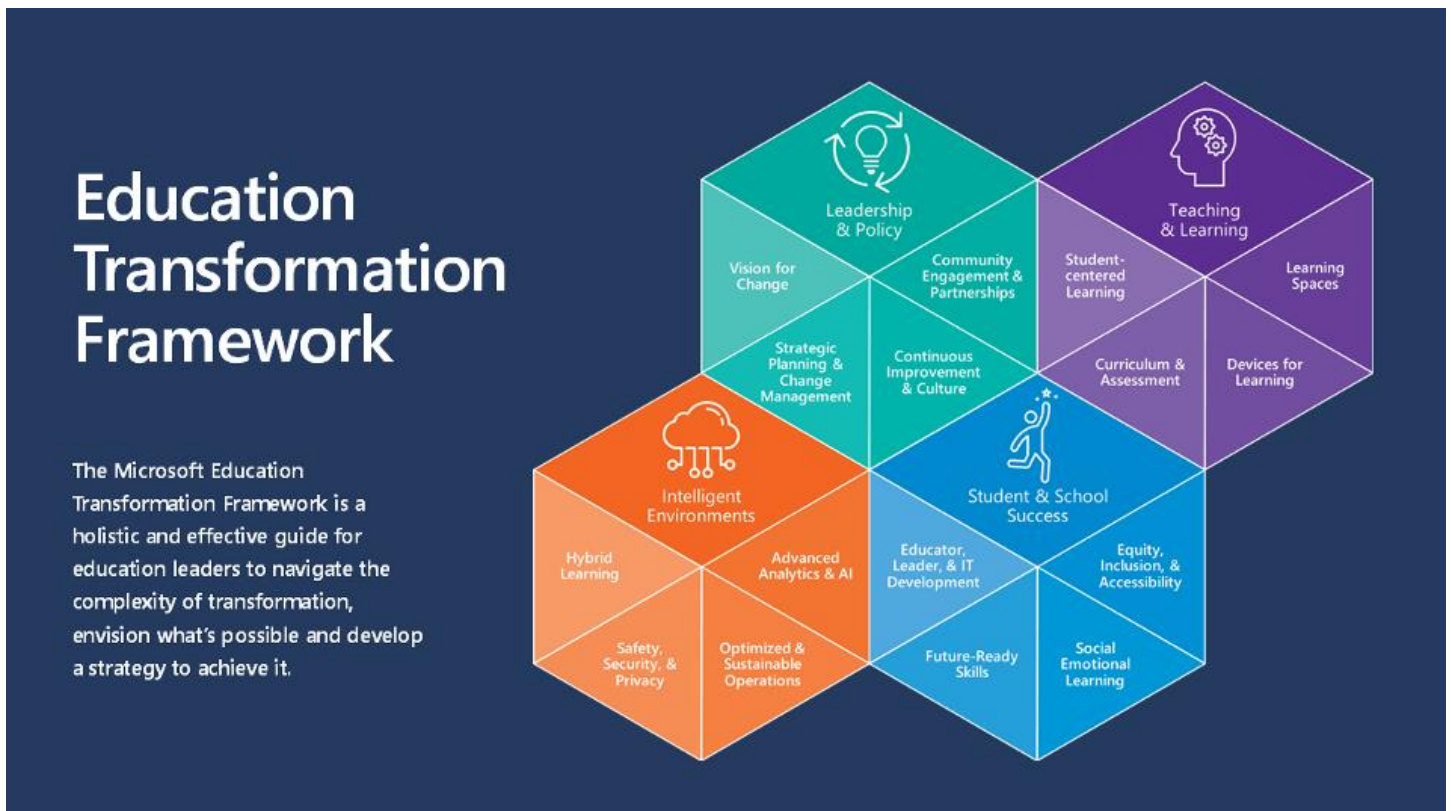 Education
Transformation
Framework
The Microsoft Education
Transformation Framework is a
holistic and effective guide for
education leaders to navigate the
complexity of transformation,
envision what’s possible and develop
a strategy to achieve it.
Leadership
& Policy
Vision for
Change
Community
Engagement &
Partnerships
Strategic
Planning &
Change
Management
Continuous
Improvement
& Culture
Teaching
& Learning
Student-
centered
Learning
Learning
Spaces
Curriculum &
Assessment
Devices for
Learning
Intelligent
Environments
Hybrid
Learning
Advanced
Analytics & AI
Safety,
Security, &
Privacy
Optimized &
Sustainable
Operations
Student & School
Success
Educator,
Leader, & IT
Development
Equity,
Inclusion, &
Accessibility
Future-Ready
Skills
Social
Emotional
Learning